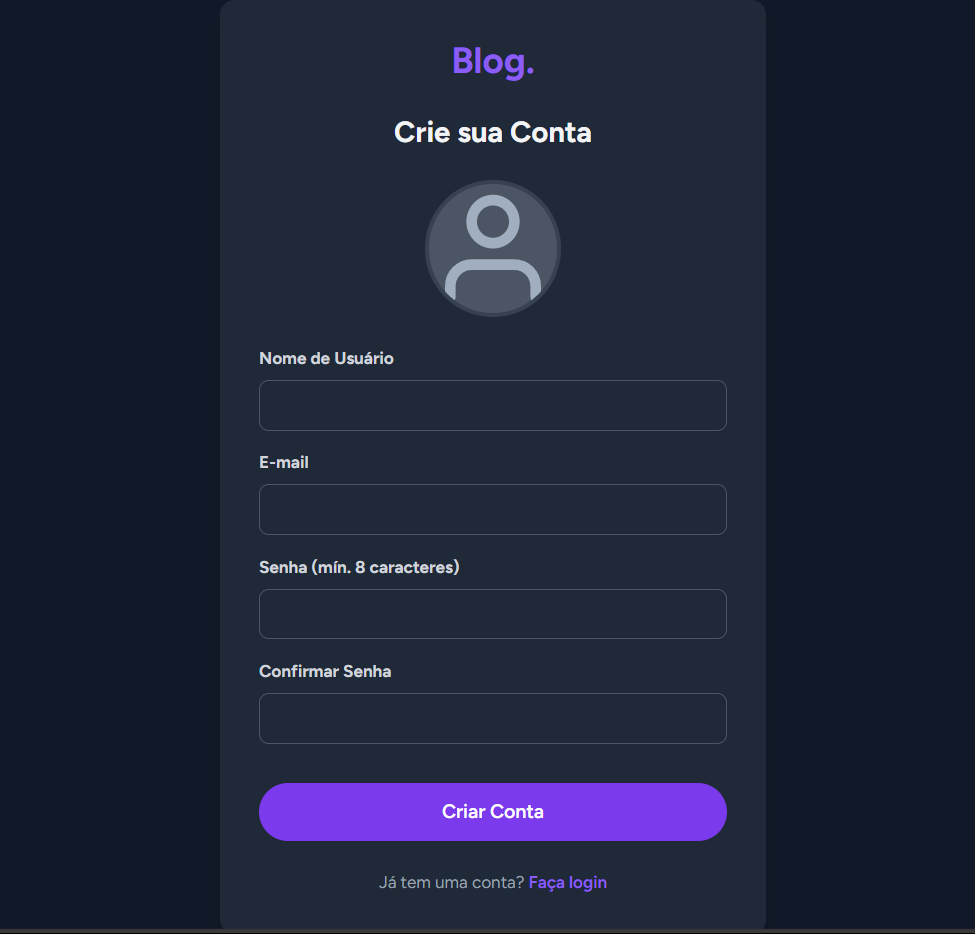 Blog.
Crie sua Conta
Nome de Usuário
E-mail
Senha (mín. 8 caracteres)
Confirmar Senha
Criar Conta
Já tem uma conta? Faça login